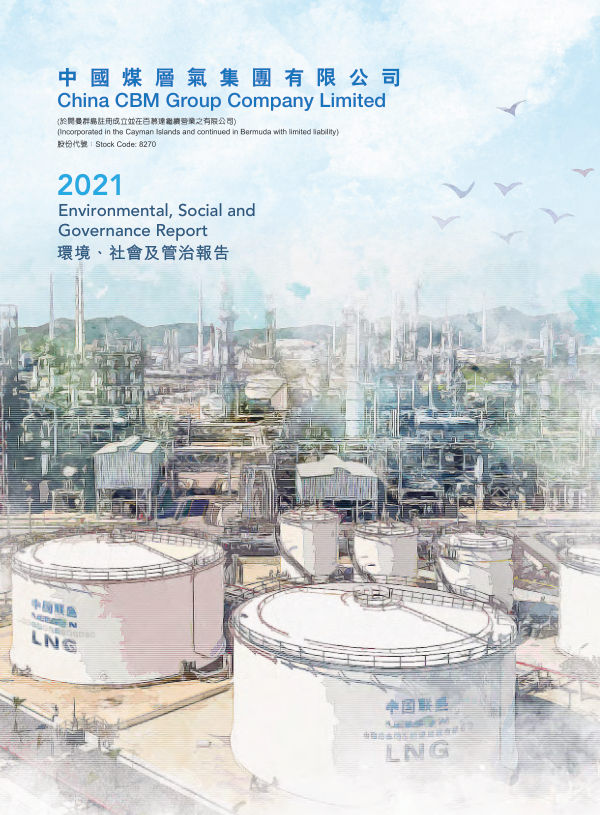 中國煤層氣集團有限公司
China CBM Group Company Limited
(於開曼群島註冊成立並在百慕達繼續營業之有限公司)
(Incorporated in the Cayman Islands and continued in Bermuda with limited liability)
股份代號：Stock Code: 8270
2021
Environmental, Social and
Governance Report
環境、社會及管治報告
中国联盛
LNG
中国联盛
LNG